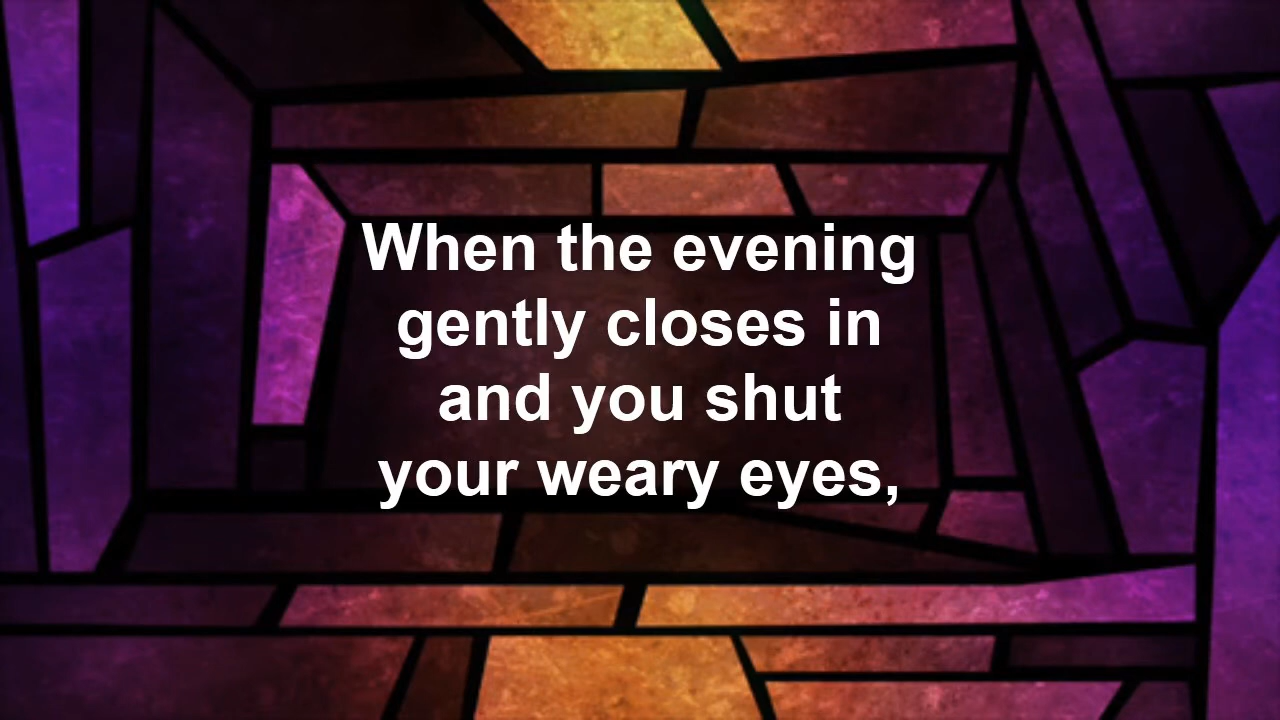 When the evening
gently closes in
and you shut
your weary eyes,